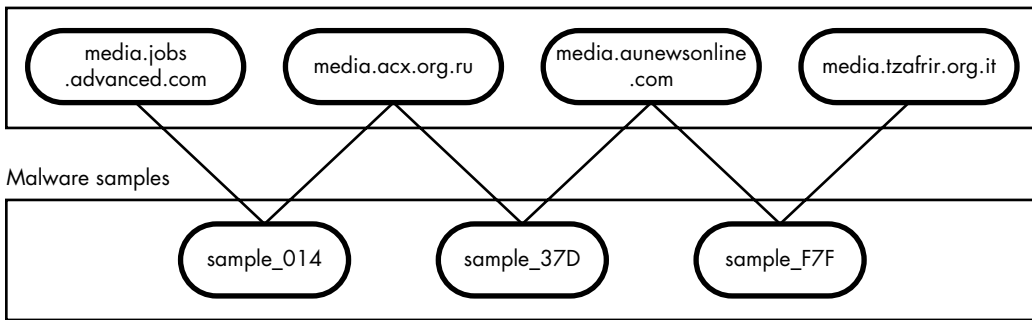 media.jobs
.advanced.com
media.acx.org.ru
media.aunewsonline
.com
media.tzafrir.org.it
Malware samples
sample_014
sample_37D
sample_F7F